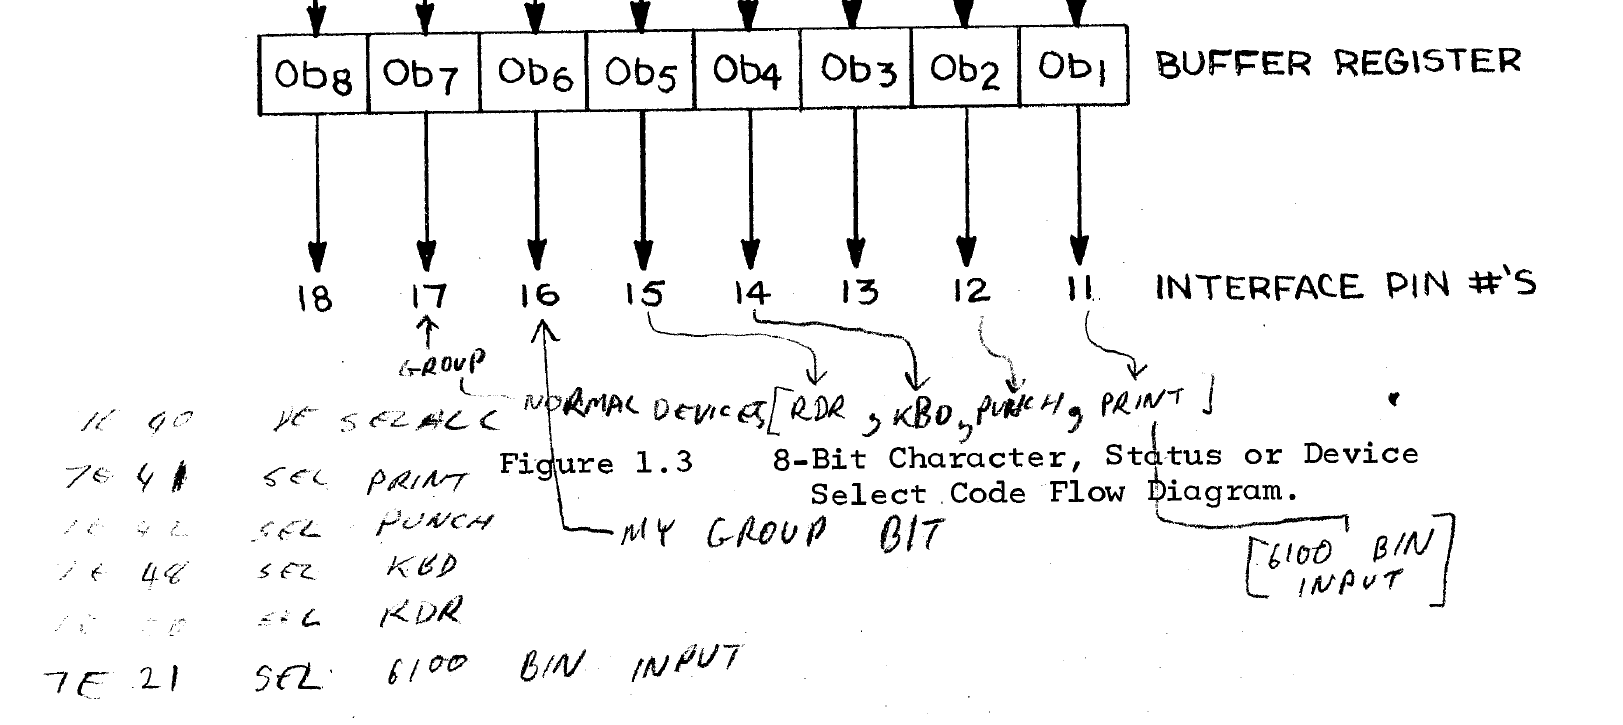 Ob8 Ob7 Ob6 Ob5 Ob4 Ob3 Ob2 Ob1 BUFFER REGISTER
18 17 16 15 14 13 12 11 INTERFACE PIN #'S
GROUP
NORMAL DEVICES [RDR, KBD, PUNCH, PRINT]
40 DE SEL ALL
7E 41 SEL PRINT
Figure 1.3 8-Bit Character, Status or Device
Select Code Flow Diagram.
7E 42 SEL PUNCH
MY GROUP BIT
[6100 BIN
INPUT]
7E 48 SEL KBD
SEL RDR
7E 21 SEL 6100 BIN INPUT